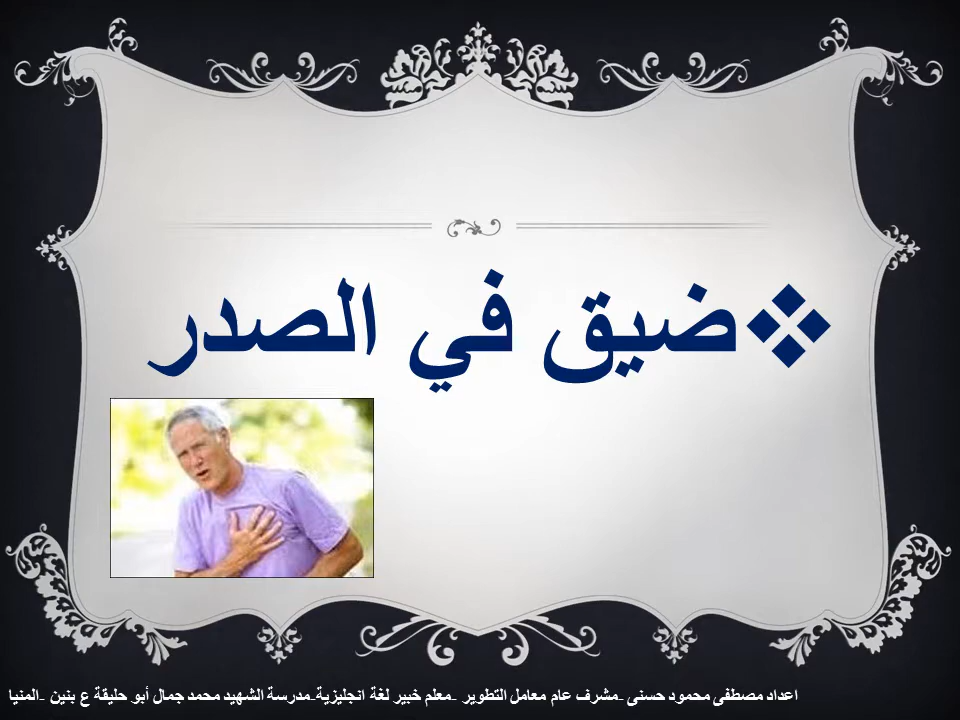 ❖ضيق في الصدر
اعداد مصطفى محمود حسنى -مشرف عام معامل التطوير -معلم خبير لغة انجليزية-مدرسة الشهيد محمد جمال أبو حليقة ع بنين -المنيا